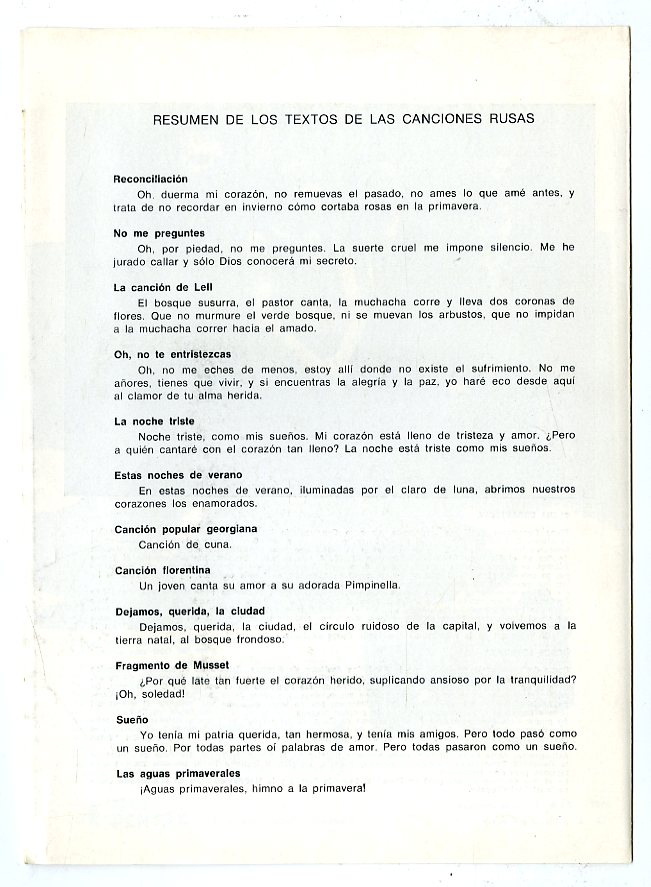 RESUMEN DE LOS TEXTOS DE LAS CANCIONES RUSAS
Reconciliación
Oh, duerma mi corazón, no remuevas el pasado, no ames lo que amé antes, y
trata de no recordar en invierno cómo cortaba rosas en la primavera.
No me preguntes
Oh, por piedad, no me preguntes. La suerte cruel me impone silencio. Me he
jurado callar y sólo Dios conocerá mi secreto.
La canción de Lell
El bosque susurra, el pastor canta, la muchacha corre y lleva dos coronas de
flores. Que no murmure el verde bosque, ni se muevan los arbustos, que no impidan
a la muchacha correr hacia el amado.
Oh, no te entristezcas
Oh, no me eches de menos, estoy allí donde no existe el sufrimiento. No me
añores, tienes que vivir, y si encuentras la alegría y la paz, yo haré eco desde aquí
al clamor de tu alma herida.
La noche triste
Noche triste, como mis sueños. Mi corazón está lleno de tristeza y amor. ¿Pero
a quién cantaré con el corazón tan lleno? La noche está triste como mis sueños.
Estas noches de verano
En estas noches de verano, iluminadas por el claro de luna, abrimos nuestros
corazones los enamorados.
Canción popular georgiana
Canción de cuna.
Canción florentina
Un joven canta su amor a su adorada Pimpinella.
Dejamos, querida, la ciudad
Dejamos, querida, la ciudad, el círculo ruidoso de la capital, y volvemos a la
tierra natal, al bosque frondoso.
Fragmento de Musset
¿Por qué late tan fuerte el corazón herido, suplicando ansioso por la tranquilidad?
¡Oh, soledad!
Sueño
Yo tenía mi patria querida, tan hermosa, y tenía mis amigos. Pero todo pasó como
un sueño. Por todas partes oí palabras de amor. Pero todas pasaron como un sueño.
Las aguas primaverales
¡Aguas primaverales, himno a la primavera!